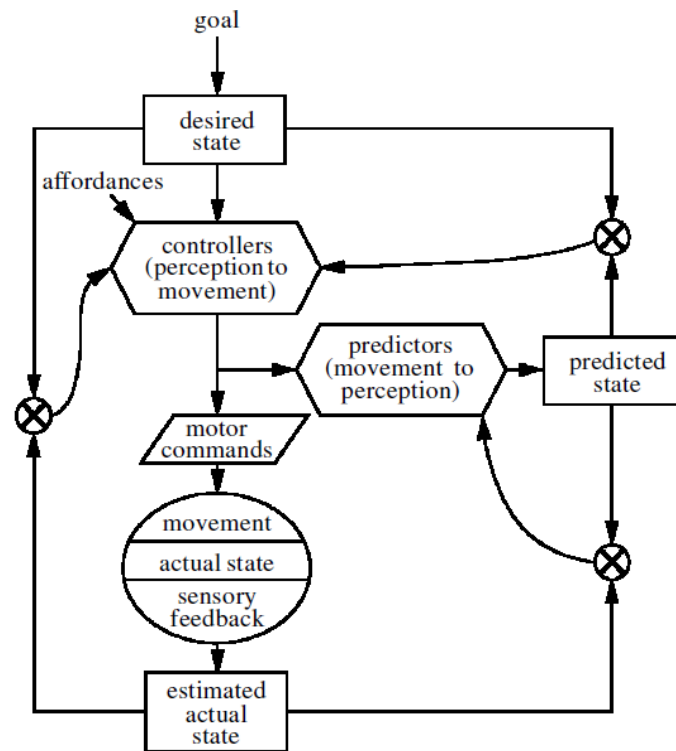 goal
desired
state
affordances
controllers
(perception to
movement)
predictors
(movement to
perception)
predicted
state
motor
commands
movement
actual state
sensory
feedback
estimated
actual
state